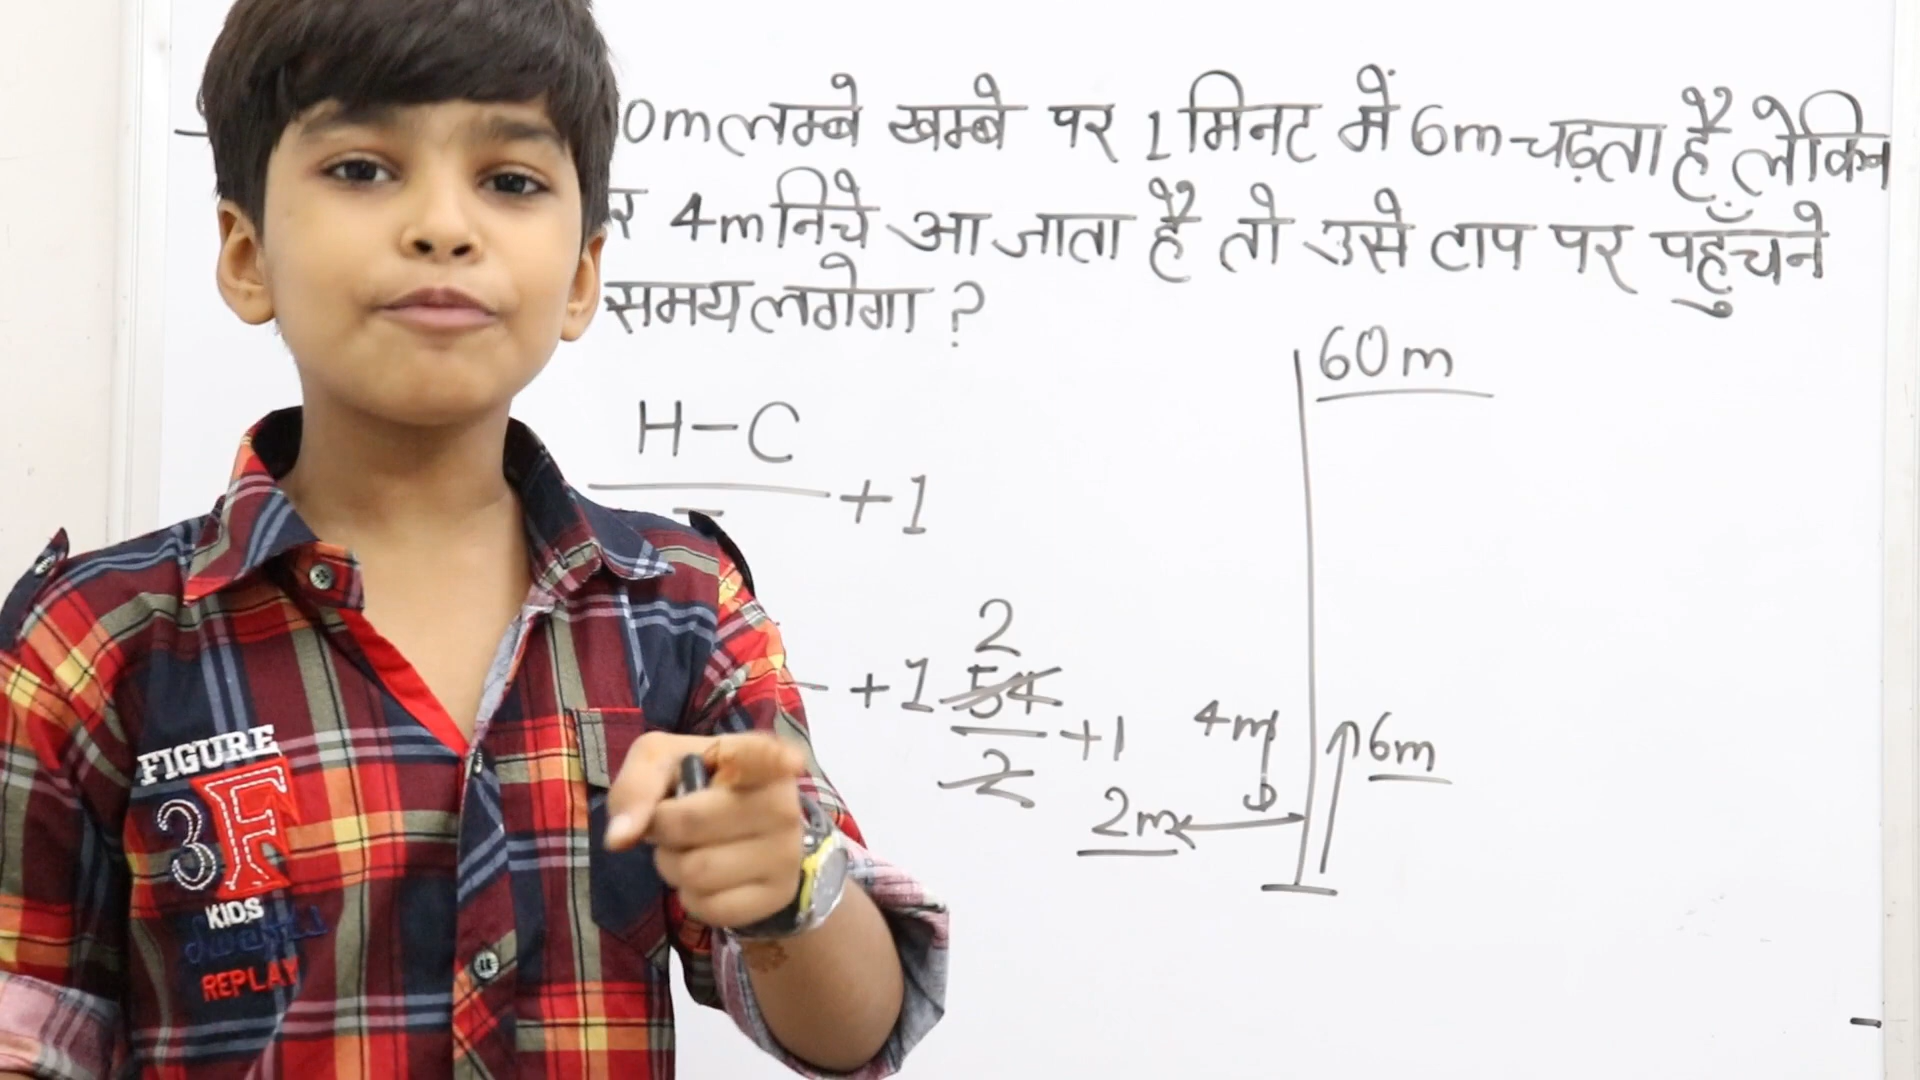 0m लम्बे खम्बे पर 1 मिनट में 6m चढ़ता है, लेकिन
र 4m निचे आ जाता है तो उसे टाप पर पहुँचने
समय लगेगा ?
60m
H-C
+1
2
+1 54
2 +1
4m
6m
2m
FIGURE
3F
KIDS
REPLAY